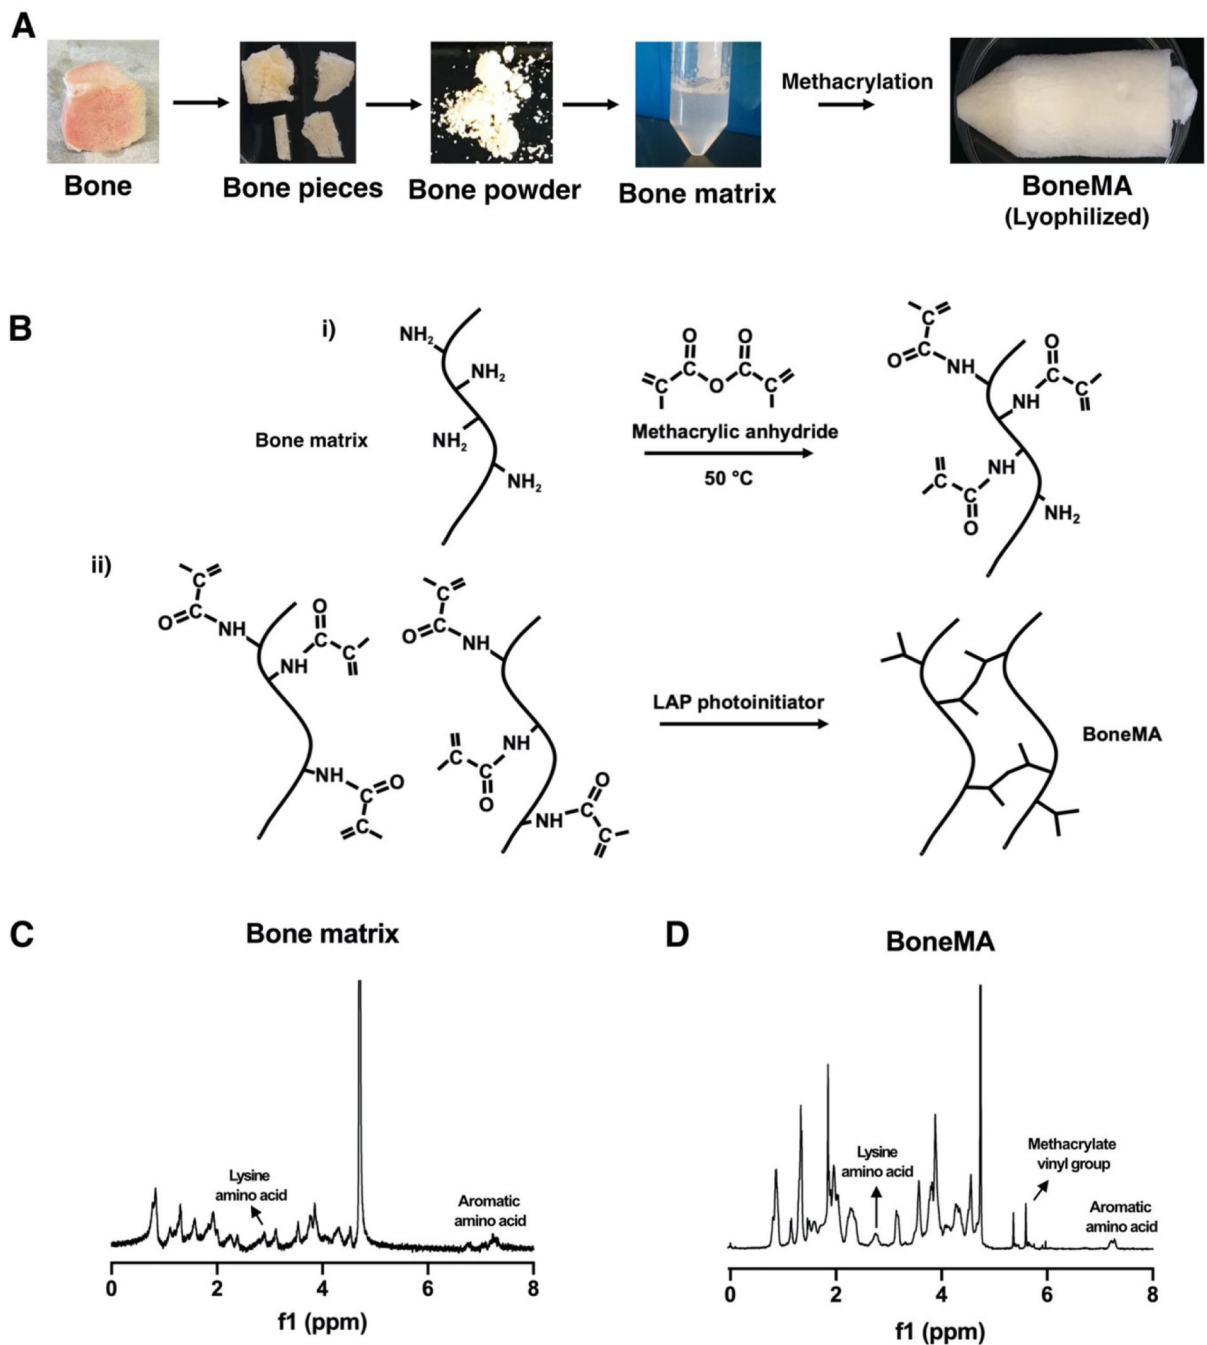 A
Methacrylation
Bone
Bone pieces
Bone powder
Bone matrix
BoneMA
(Lyophilized)
B
i)
NH2
NH2
NH2
NH2
Bone matrix
O O
C O C
C C
Methacrylic anhydride
50 °C
C
O C NH
O
C
NH C
NH
C C
O
NH2
ii)
C
O C NH
O
C
NH C
NH C O
C
C
O C NH
NH
C C
O
O
NH C
C
LAP photoinitiator
BoneMA
C
Bone matrix
Lysine
amino acid
Aromatic
amino acid
0 2 4 6 8
f1 (ppm)
D
BoneMA
Lysine
amino acid
Methacrylate
vinyl group
Aromatic
amino acid
0 2 4 6 8
f1 (ppm)